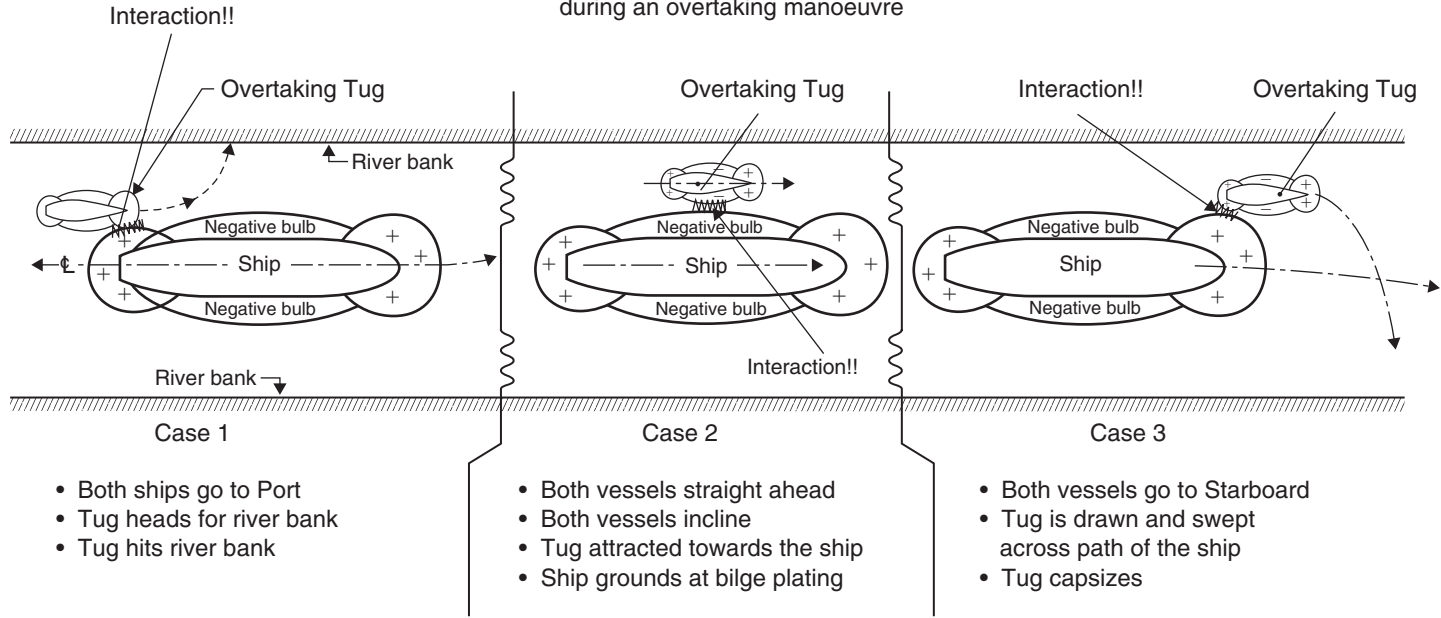 during an overtaking manoeuvre
Interaction!!
Overtaking Tug
Overtaking Tug
Interaction!!
Overtaking Tug
River bank
Negative bulb
Negative bulb
Negative bulb
℄
Ship
Ship
Ship
Negative bulb
Negative bulb
Negative bulb
Interaction!!
River bank
Case 1
Case 2
Case 3
• Both ships go to Port
• Tug heads for river bank
• Tug hits river bank
• Both vessels straight ahead
• Both vessels incline
• Tug attracted towards the ship
• Ship grounds at bilge plating
• Both vessels go to Starboard
• Tug is drawn and swept
across path of the ship
• Tug capsizes